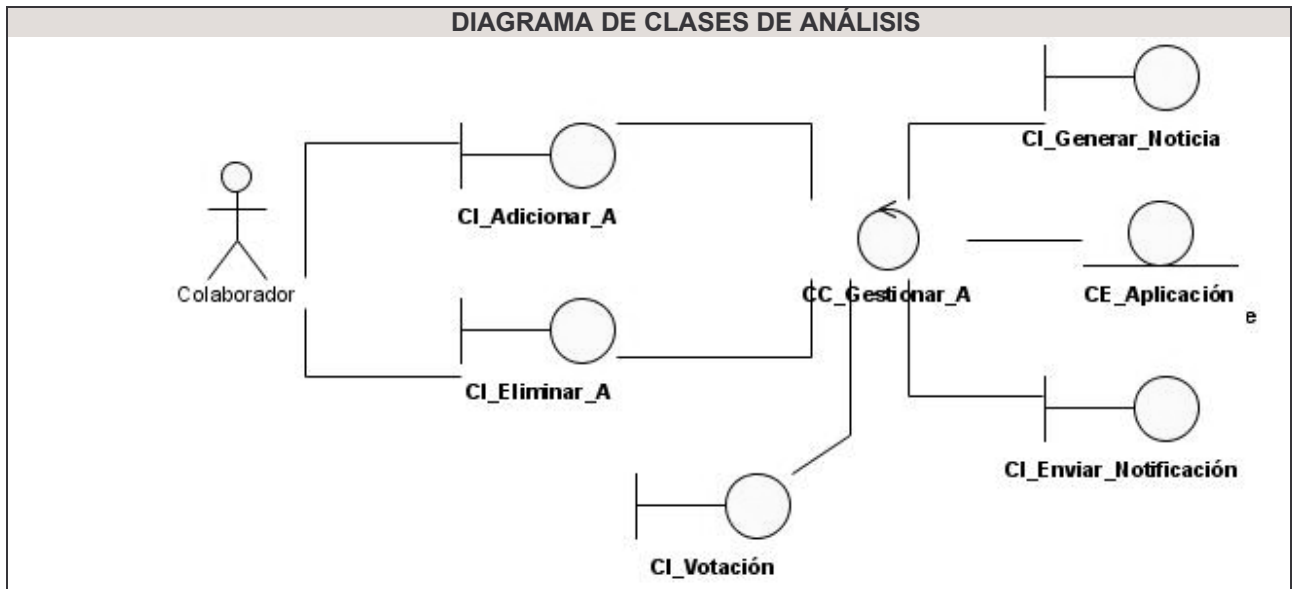 DIAGRAMA DE CLASES DE ANÁLISIS
CI_Generar_Noticia
CI_Adicionar_A
Colaborador
CC_Gestionar_A
CE_Aplicación
e
CI_Eliminar_A
CI_Enviar_Notificación
CI_Votación